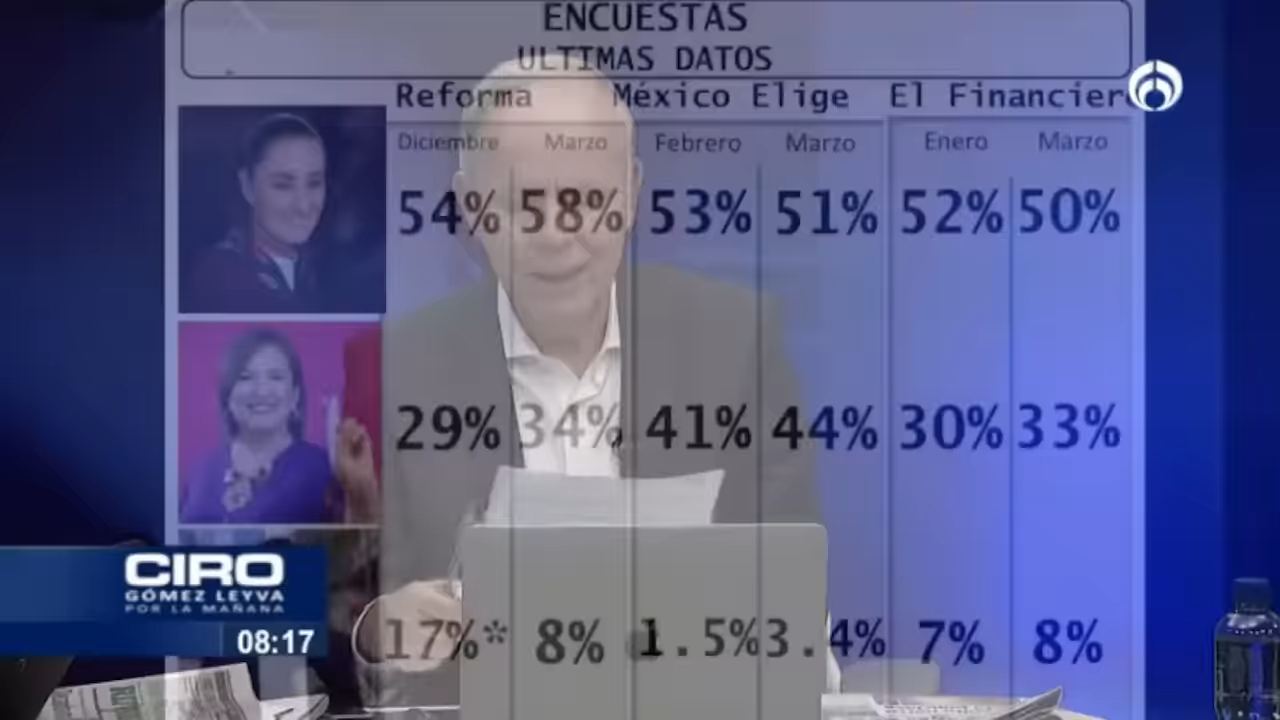 ENCUESTAS
ULTIMAS DATOS
Reforma México Elige El Financiero
Diciembre Marzo Febrero Marzo Enero Marzo
54% 58% 53% 51% 52% 50%
29% 34% 41% 44% 30% 33%
17%* 8% 1.5% 3.4% 7% 8%
CIRO
GÓMEZ LEYVA
POR LA MAÑANA
08:17